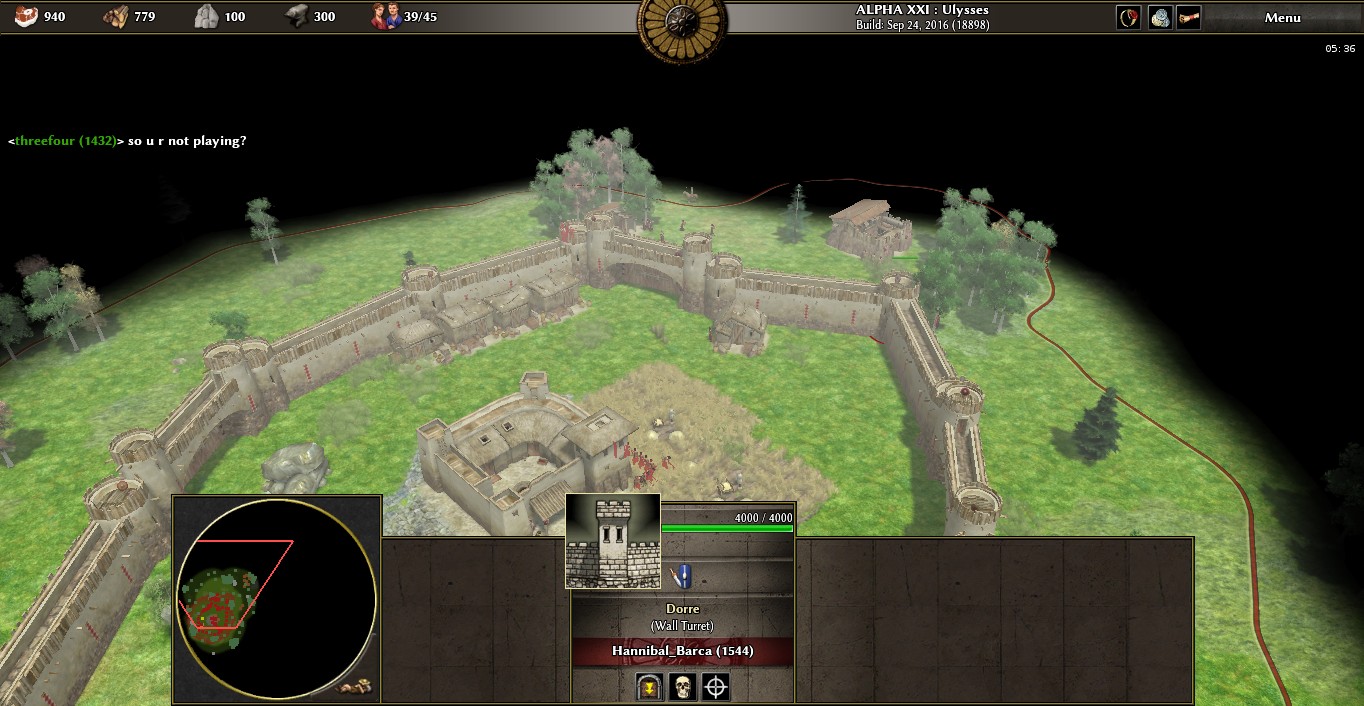 940 779 100 300 39/45
ALPHA XXI : Ulysses
Build: Sep 24, 2016 (18898)
Menu
05:36
<threefour (1432)> so u r not playing?
4000 / 4000
Dorre
(Wall Turret)
Hannibal_Barca (1544)